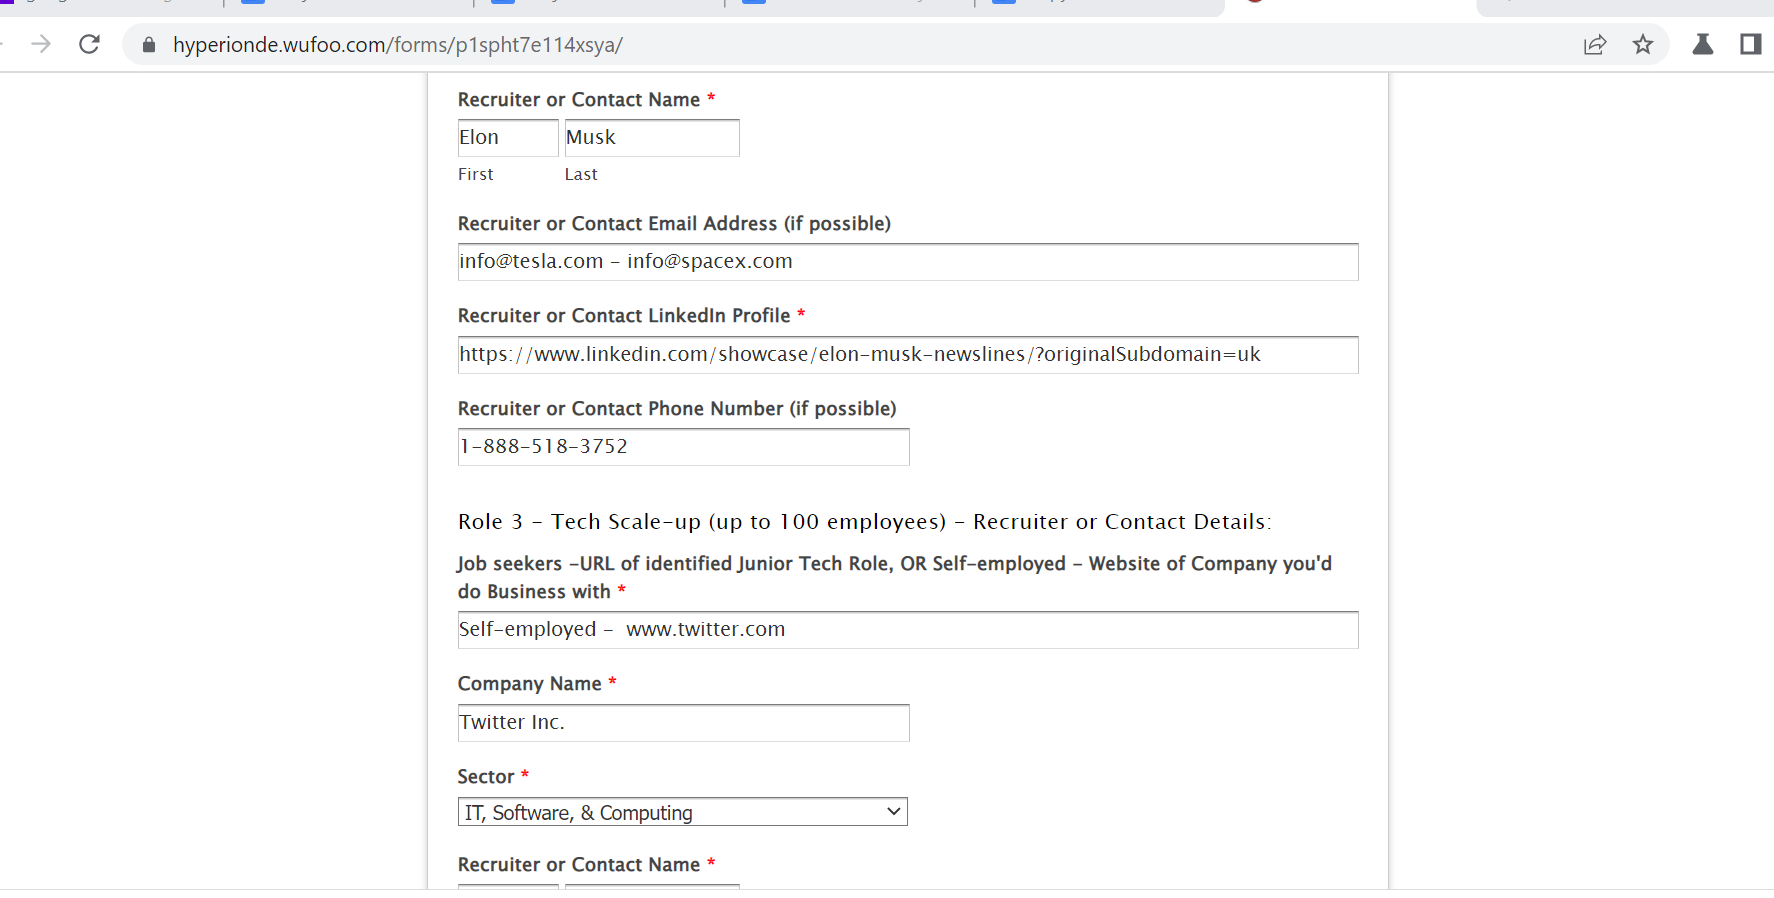 hyperionde.wufoo.com/forms/p1spht7e114xsya/
Recruiter or Contact Name *
Elon Musk
First Last
Recruiter or Contact Email Address (if possible)
info@tesla.com - info@spacex.com
Recruiter or Contact LinkedIn Profile *
https://www.linkedin.com/showcase/elon-musk-newslines/?originalSubdomain=uk
Recruiter or Contact Phone Number (if possible)
1-888-518-3752
Role 3 - Tech Scale-up (up to 100 employees) - Recruiter or Contact Details:
Job seekers -URL of identified Junior Tech Role, OR Self-employed - Website of Company you'd
do Business with *
Self-employed -  www.twitter.com
Company Name *
Twitter Inc.
Sector *
IT, Software, & Computing
Recruiter or Contact Name *